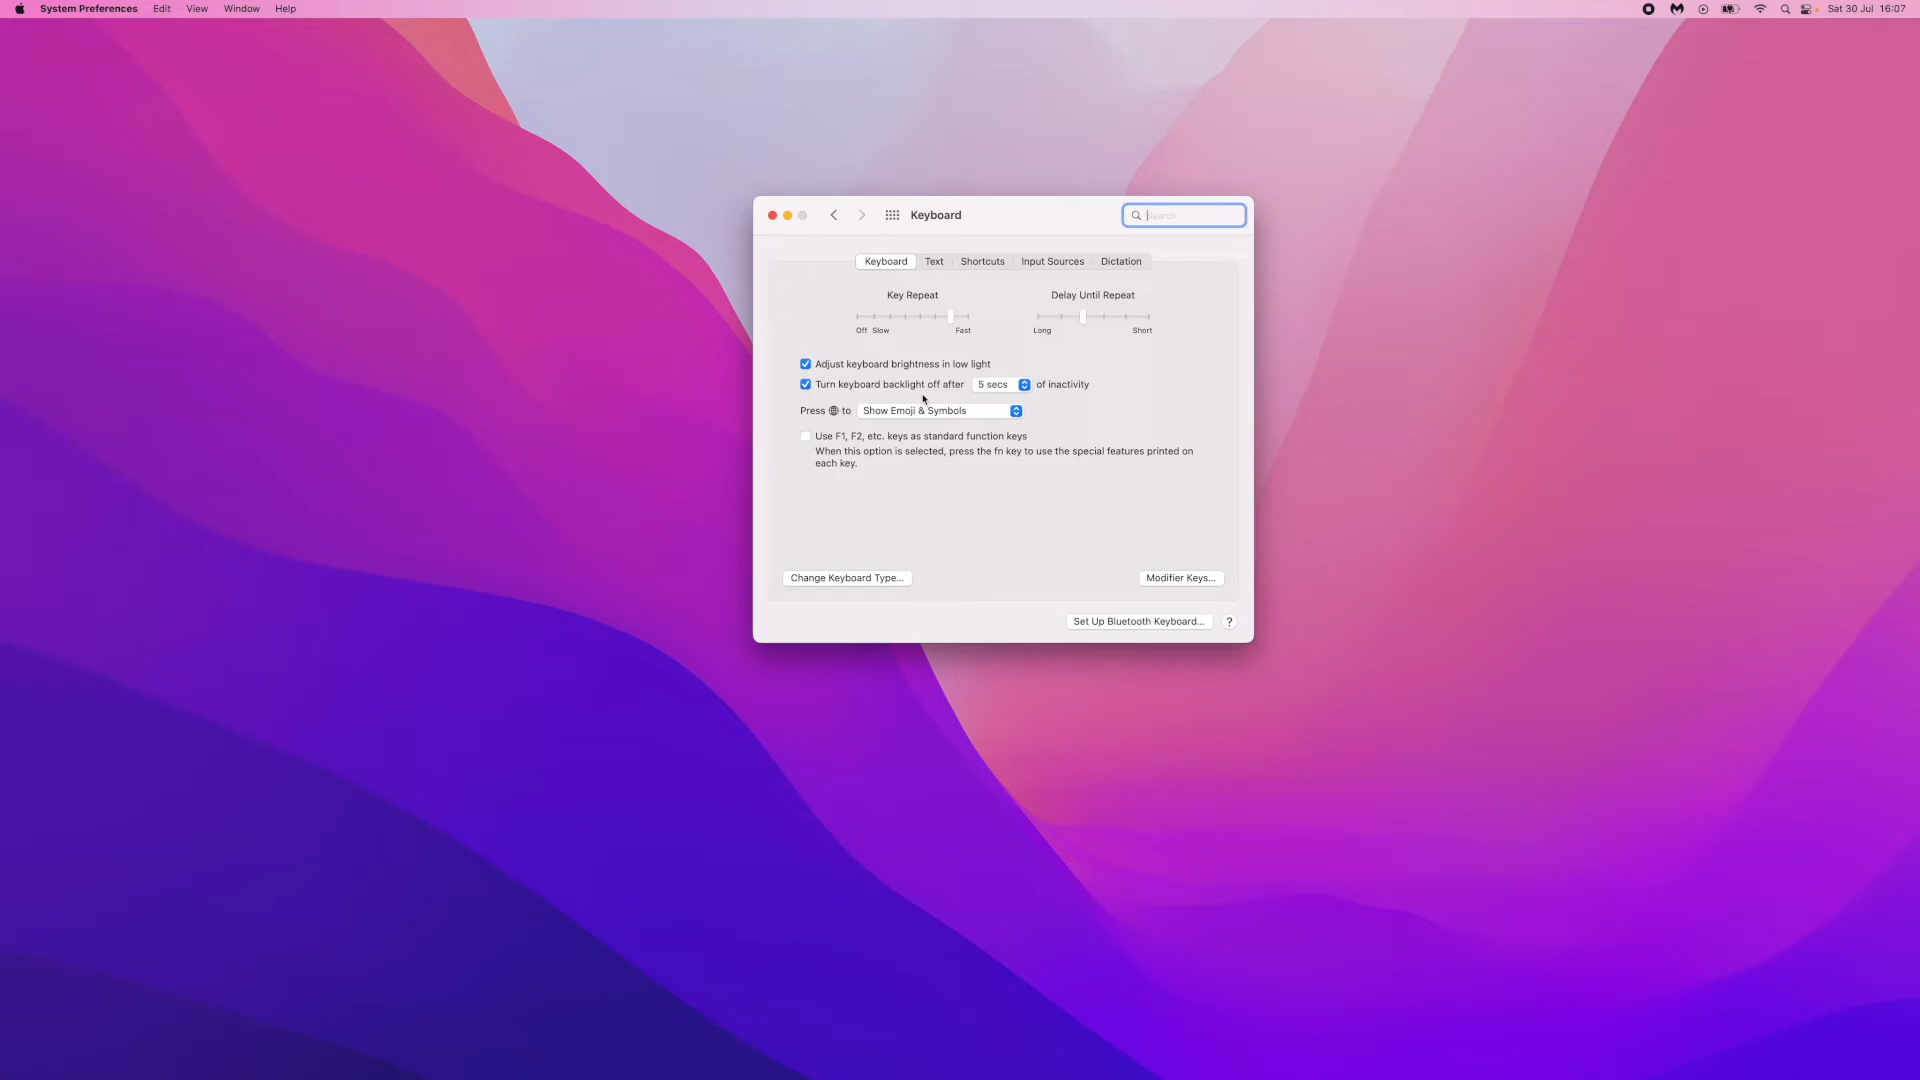 System Preferences Edit View Window Help
Sat 30 Jul 16:07
Keyboard
Search
Keyboard Text Shortcuts Input Sources Dictation
Key Repeat Delay Until Repeat
Off Slow Fast Long Short
Adjust keyboard brightness in low light
Turn keyboard backlight off after 5 secs of inactivity
Press to Show Emoji & Symbols
Use F1, F2, etc. keys as standard function keys
When this option is selected, press the fn key to use the special features printed on
each key.
Change Keyboard Type... Modifier Keys...
Set Up Bluetooth Keyboard... ?